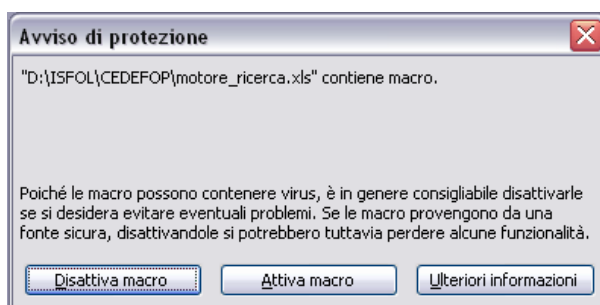 Avviso di protezione
"D:\ISFOL\CEDEFOP\motore_ricerca.xls" contiene macro.
Poiché le macro possono contenere virus, è in genere consigliabile disattivarle
se si desidera evitare eventuali problemi. Se le macro provengono da una
fonte sicura, disattivandole si potrebbero tuttavia perdere alcune funzionalità.
Disattiva macro
Attiva macro
Ulteriori informazioni